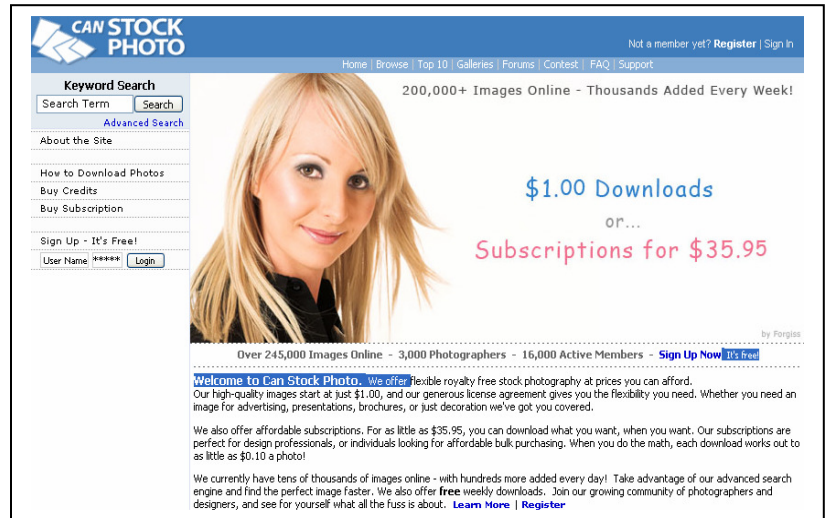 CAN STOCK PHOTO
Not a member yet? Register | Sign In
Home | Browse | Top 10 | Galleries | Forums | Contest | FAQ | Support
Keyword Search
Search Term Search
Advanced Search
About the Site
How to Download Photos
Buy Credits
Buy Subscription
Sign Up - It's Free!
User Name ***** Login
200,000+ Images Online - Thousands Added Every Week!
$1.00 Downloads
or...
Subscriptions for $35.95
by Forgiss
Over 245,000 Images Online - 3,000 Photographers - 16,000 Active Members - Sign Up Now It's free!
Welcome to Can Stock Photo. We offer flexible royalty free stock photography at prices you can afford.
Our high-quality images start at just $1.00, and our generous license agreement gives you the flexibility you need. Whether you need an
image for advertising, presentations, brochures, or just decoration we've got you covered.
We also offer affordable subscriptions. For as little as $35.95, you can download what you want, when you want. Our subscriptions are
perfect for design professionals, or individuals looking for affordable bulk purchasing. When you do the math, each download works out to
as little as $0.10 a photo!
We currently have tens of thousands of images online - with hundreds more added every day! Take advantage of our advanced search
engine and find the perfect image faster. We also offer free weekly downloads. Join our growing community of photographers and
designers, and see for yourself what all the fuss is about. Learn More | Register